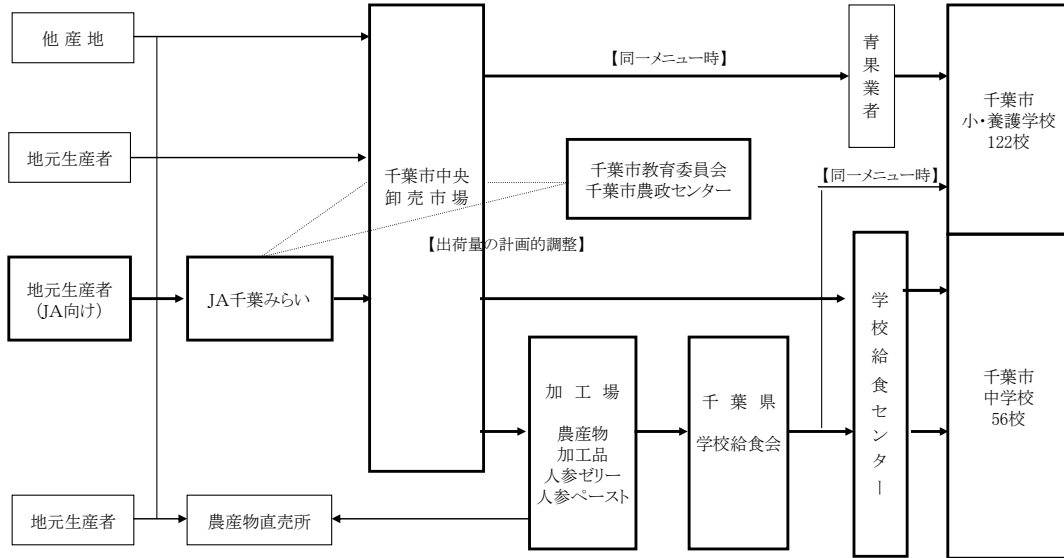 他 産 地
地元生産者
地元生産者
(JA向け)
JA千葉みらい
地元生産者
農産物直売所
千葉市中央
卸 売 市 場
【同一メニュー時】
千葉市教育委員会
千葉市農政センター
【出荷量の計画的調整】
加 工 場
農産物
加工品
人参ゼリー
人参ペースト
千 葉 県
学校給食会
青果業者
【同一メニュー時】
学校給食センター
千葉市
小・養護学校
122校
千葉市
中学校
56校